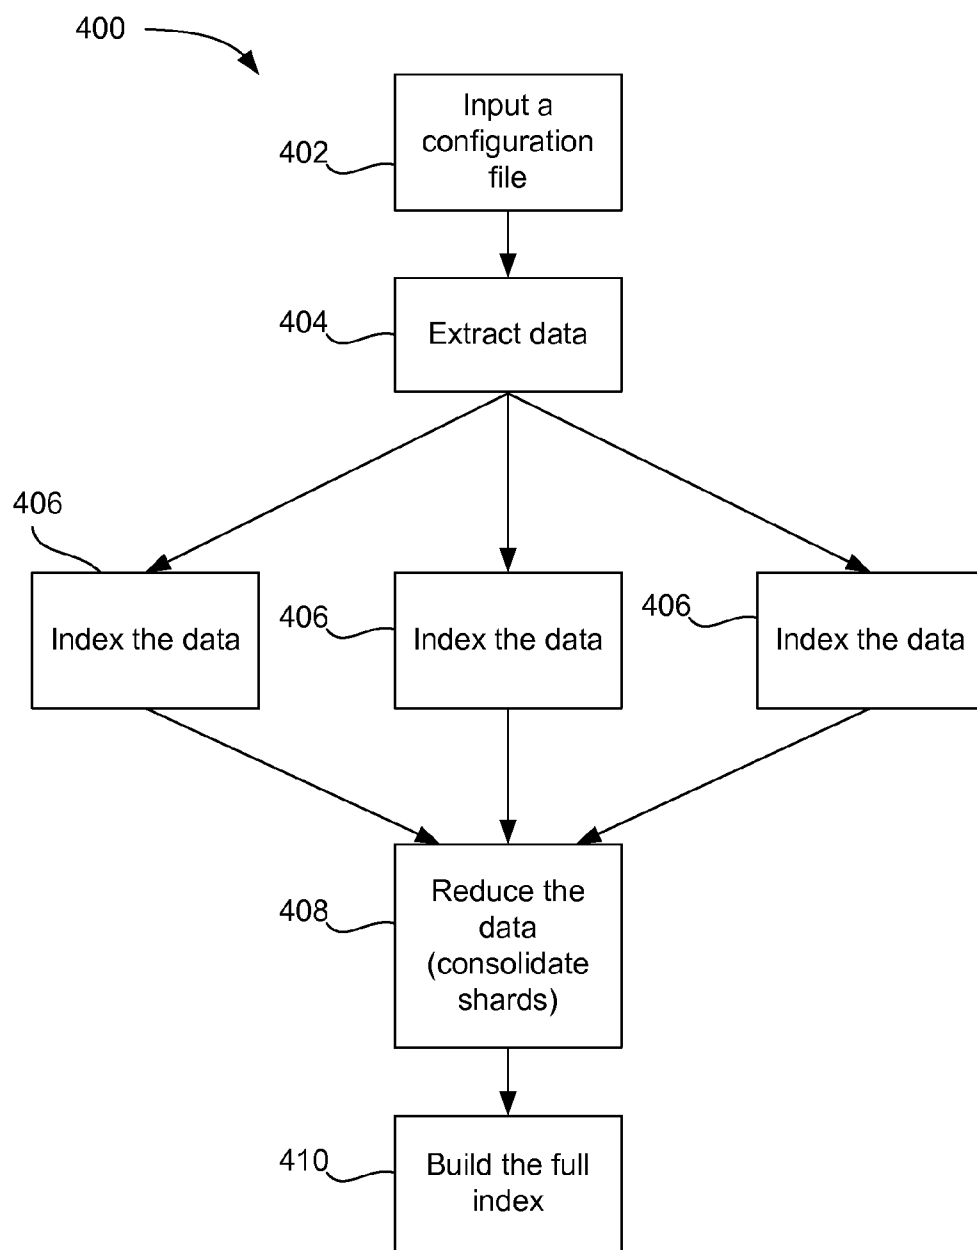 400
Input a
configuration
file
402
Extract data
404
406
Index the data
406
Index the data
406
Index the data
Reduce the
data
(consolidate
shards)
408
Build the full
index
410